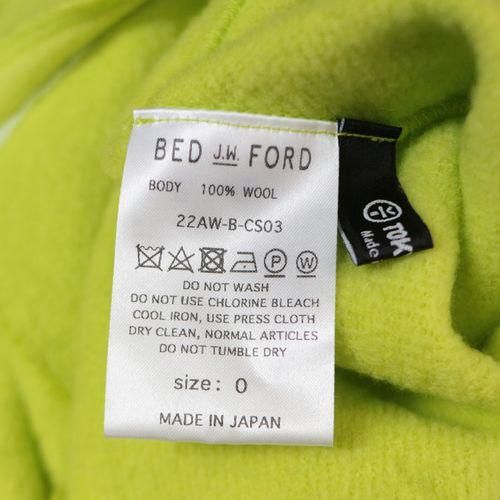 BED J.W. FORD
BODY 100% WOOL
22AW-B-CS03
P W
DO NOT WASH
DO NOT USE CHLORINE BLEACH
COOL IRON, USE PRESS CLOTH
DRY CLEAN, NORMAL ARTICLES
DO NOT TUMBLE DRY
size: 0
MADE IN JAPAN
TOK
Made